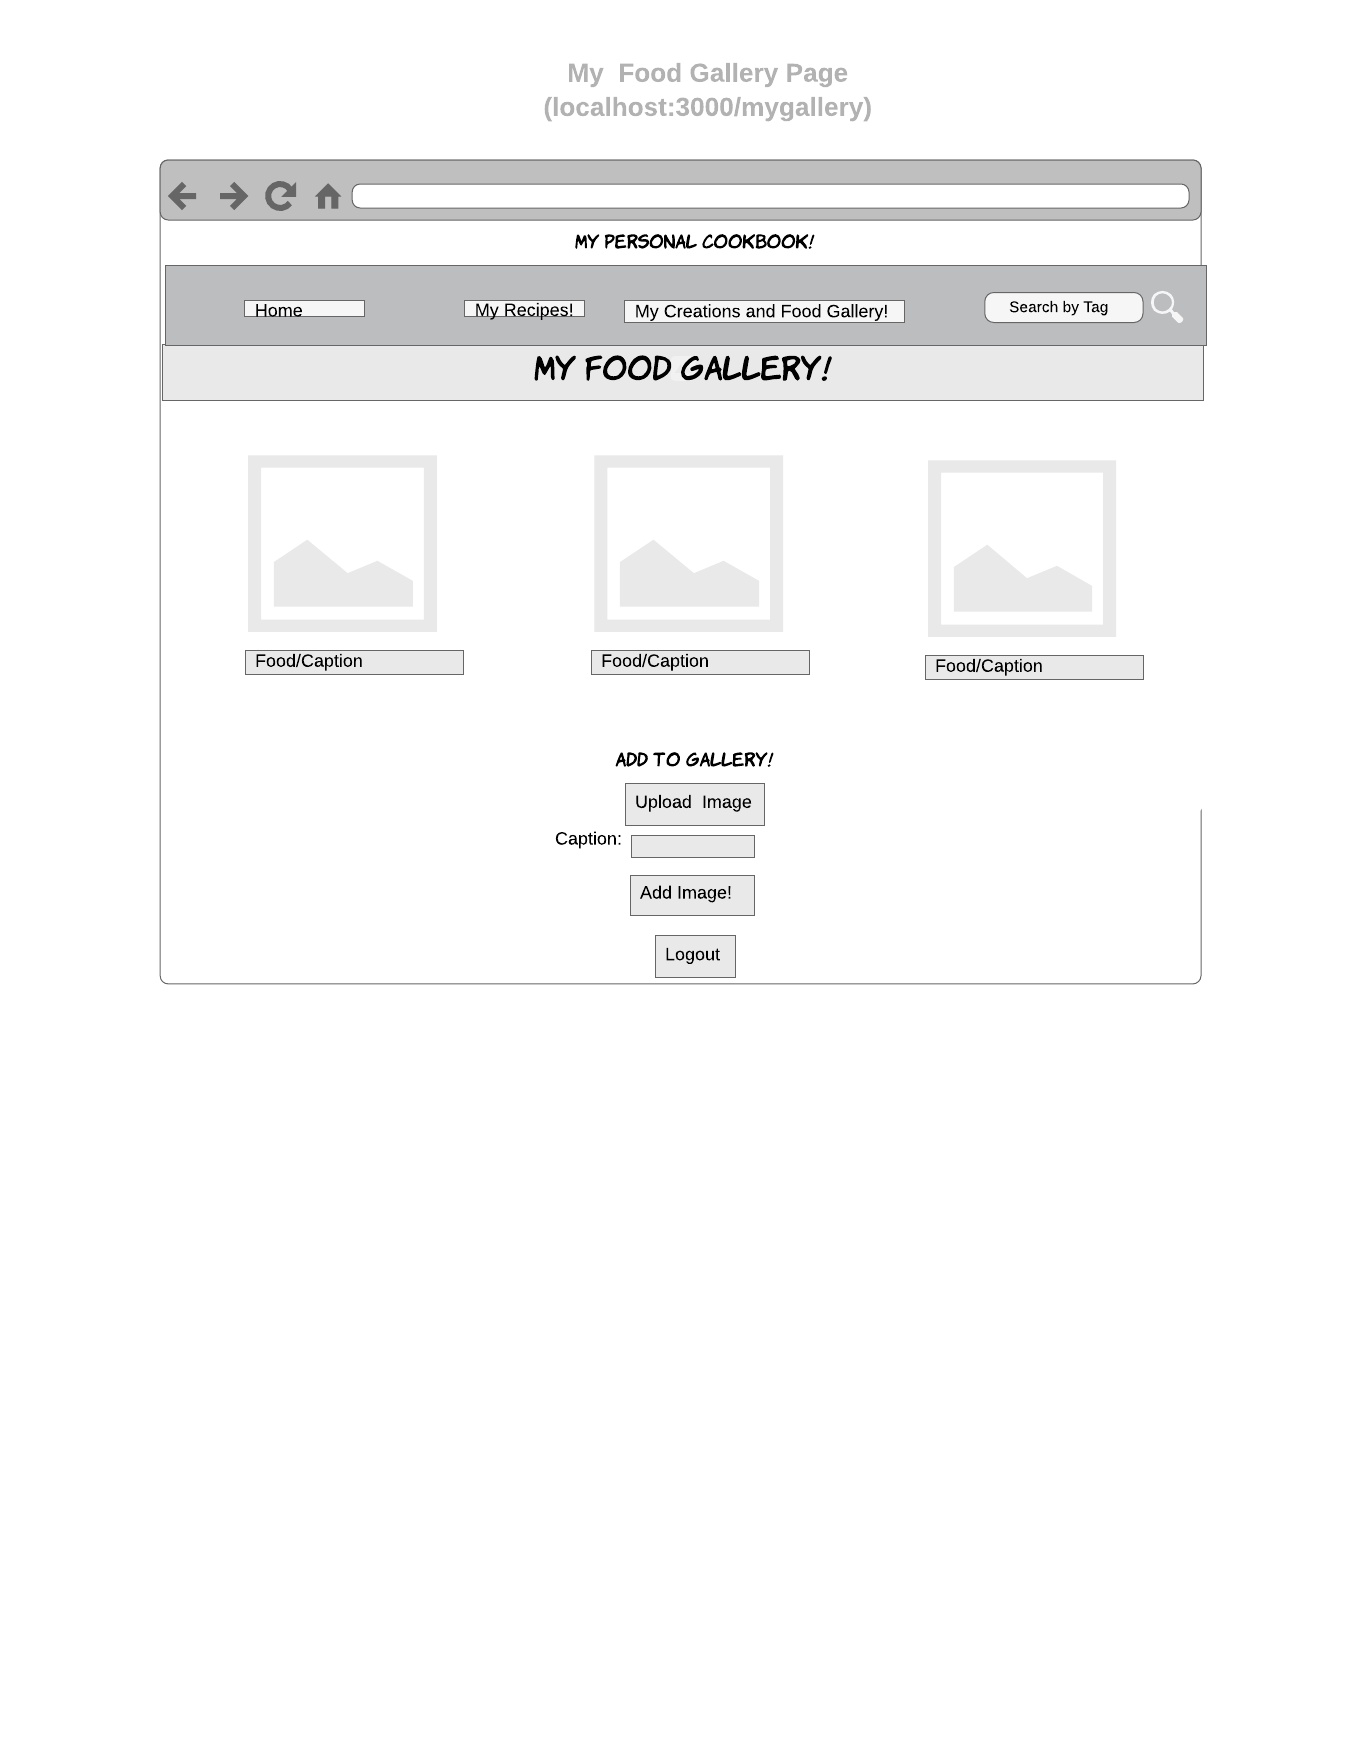 My  Food Gallery Page
(localhost:3000/mygallery)
MY PERSONAL COOKBOOK!
Home
My Recipes!
My Creations and Food Gallery!
Search by Tag
MY FOOD GALLERY!
Food/Caption
Food/Caption
Food/Caption
ADD TO GALLERY!
Upload  Image
Caption:
Add Image!
Logout